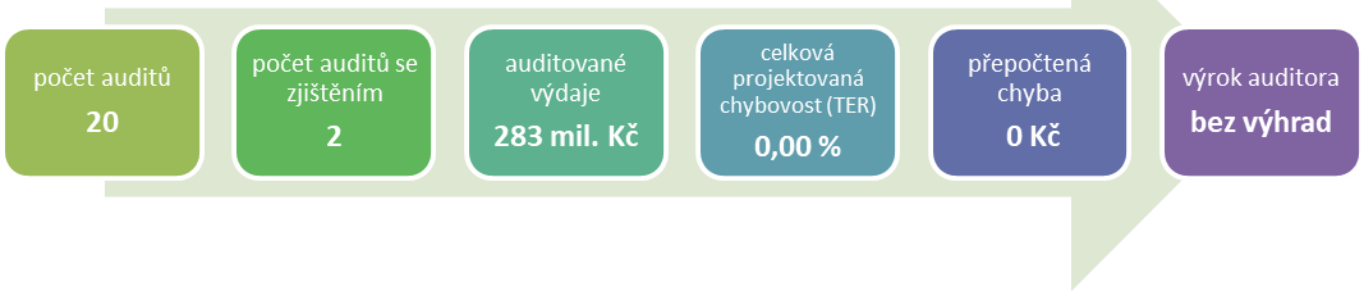 počet auditů
20
počet auditů se
zjištěním
2
auditované
výdaje
283 mil. Kč
celková
projektovaná
chybovost (TER)
0,00 %
přepočtená
chyba
0 Kč
výrok auditora
bez výhrad